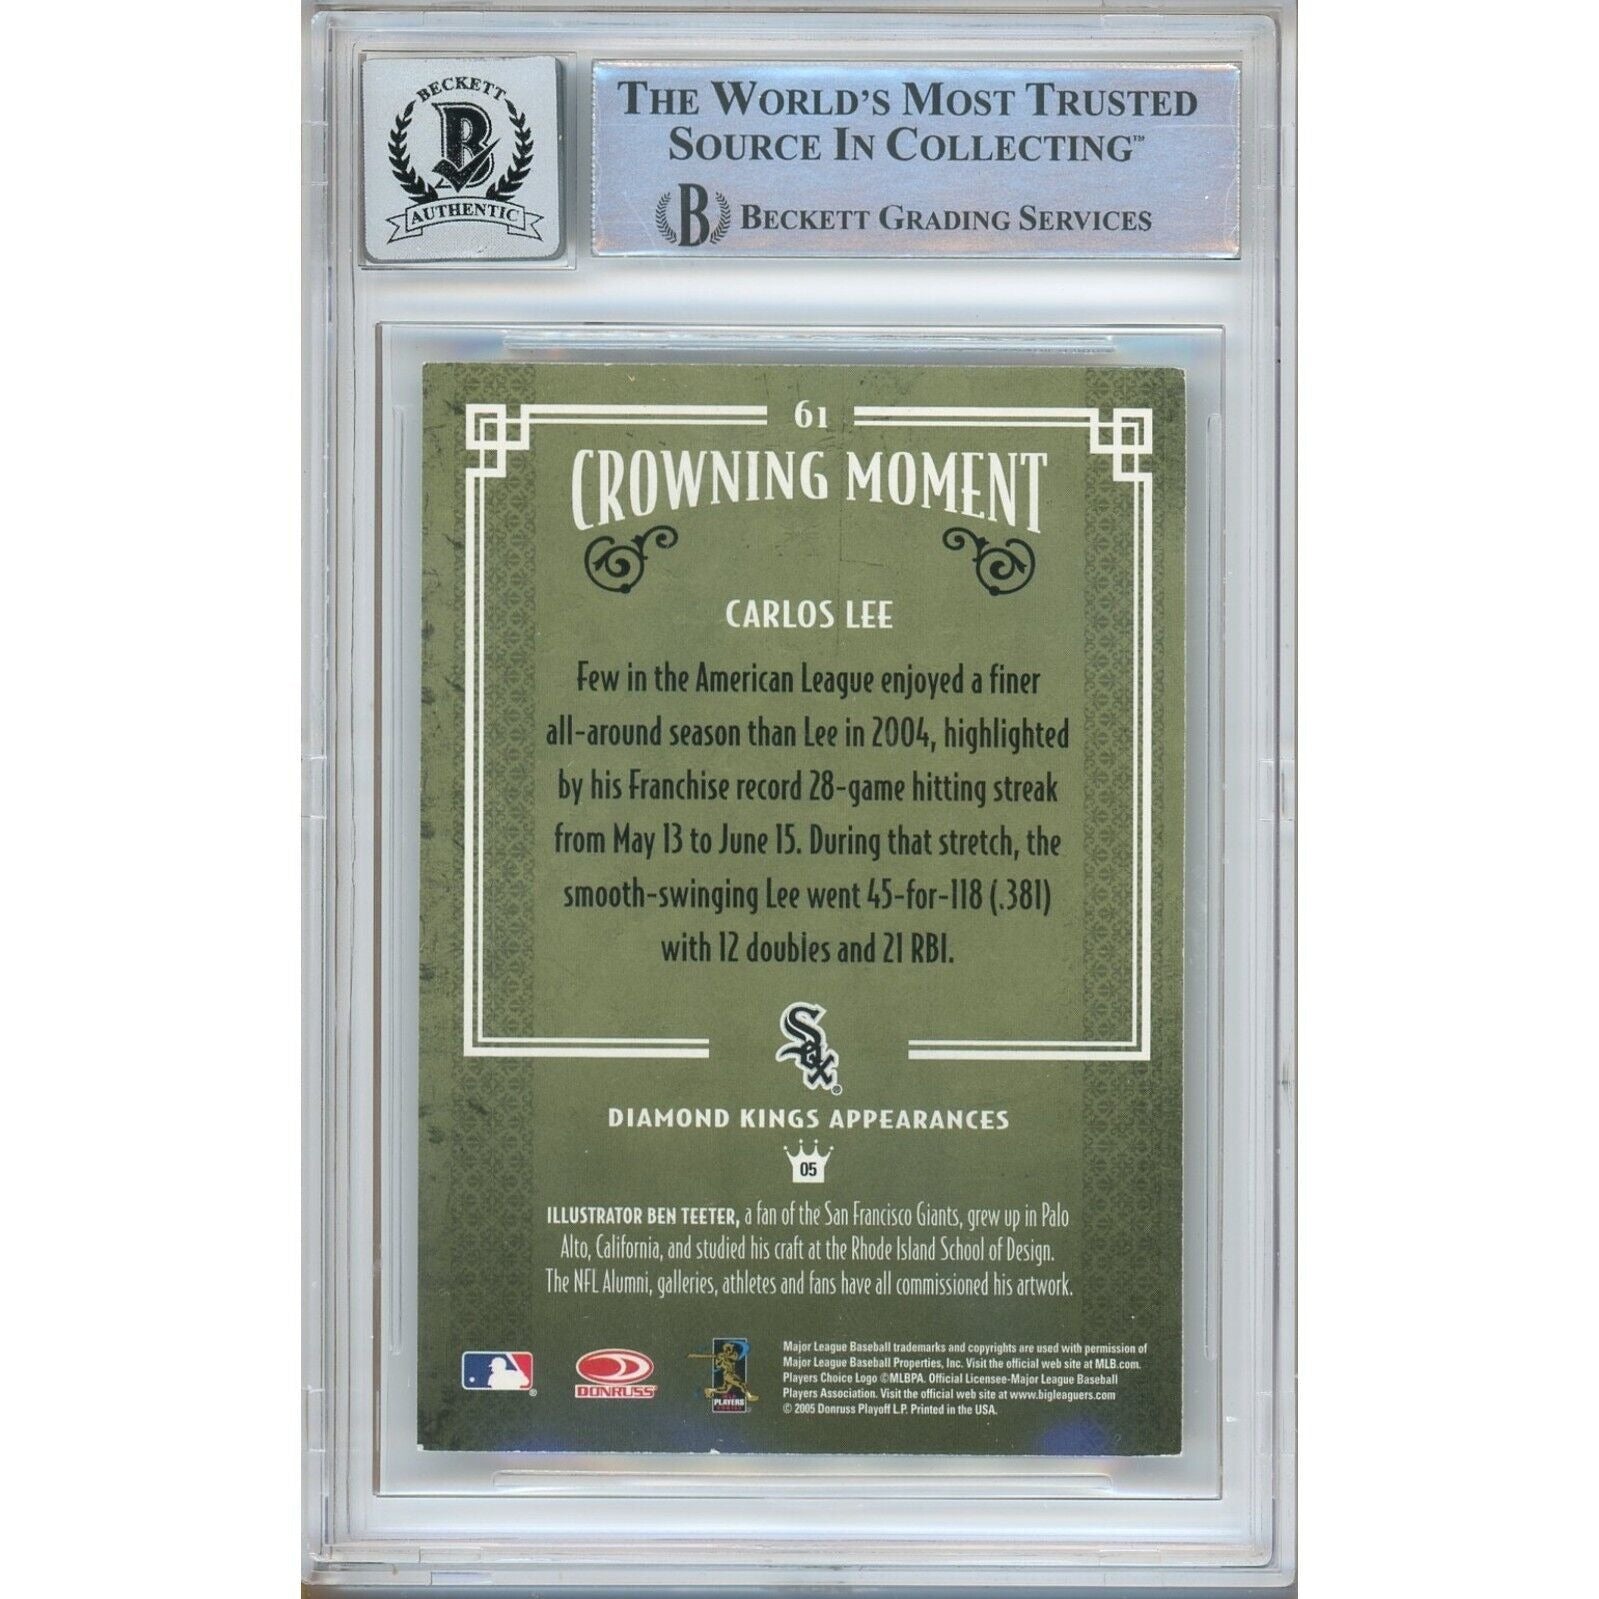 BECKETT
B
AUTHENTIC
THE WORLD'S MOST TRUSTED
SOURCE IN COLLECTING™
B BECKETT GRADING SERVICES
61
CROWNING MOMENT
CARLOS LEE
Few in the American League enjoyed a finer
all-around season than Lee in 2004, highlighted
by his Franchise record 28-game hitting streak
from May 13 to June 15. During that stretch, the
smooth-swinging Lee went 45-for-118 (.381)
with 12 doubles and 21 RBI.
Sox®
DIAMOND KINGS APPEARANCES
05
ILLUSTRATOR BEN TEETER, a fan of the San Francisco Giants, grew up in Palo
Alto, California, and studied his craft at the Rhode Island School of Design.
The NFL Alumni, galleries, athletes and fans have all commissioned his artwork.
DONRUSS
PLAYERS
Major League Baseball trademarks and copyrights are used with permission of
Major League Baseball Properties, Inc. Visit the official web site at MLB.com.
Players Choice Logo ©MLBPA. Official Licensee-Major League Baseball
Players Association. Visit the official web site at www.bigleaguers.com
© 2005 Donruss Playoff L.P. Printed in the USA.